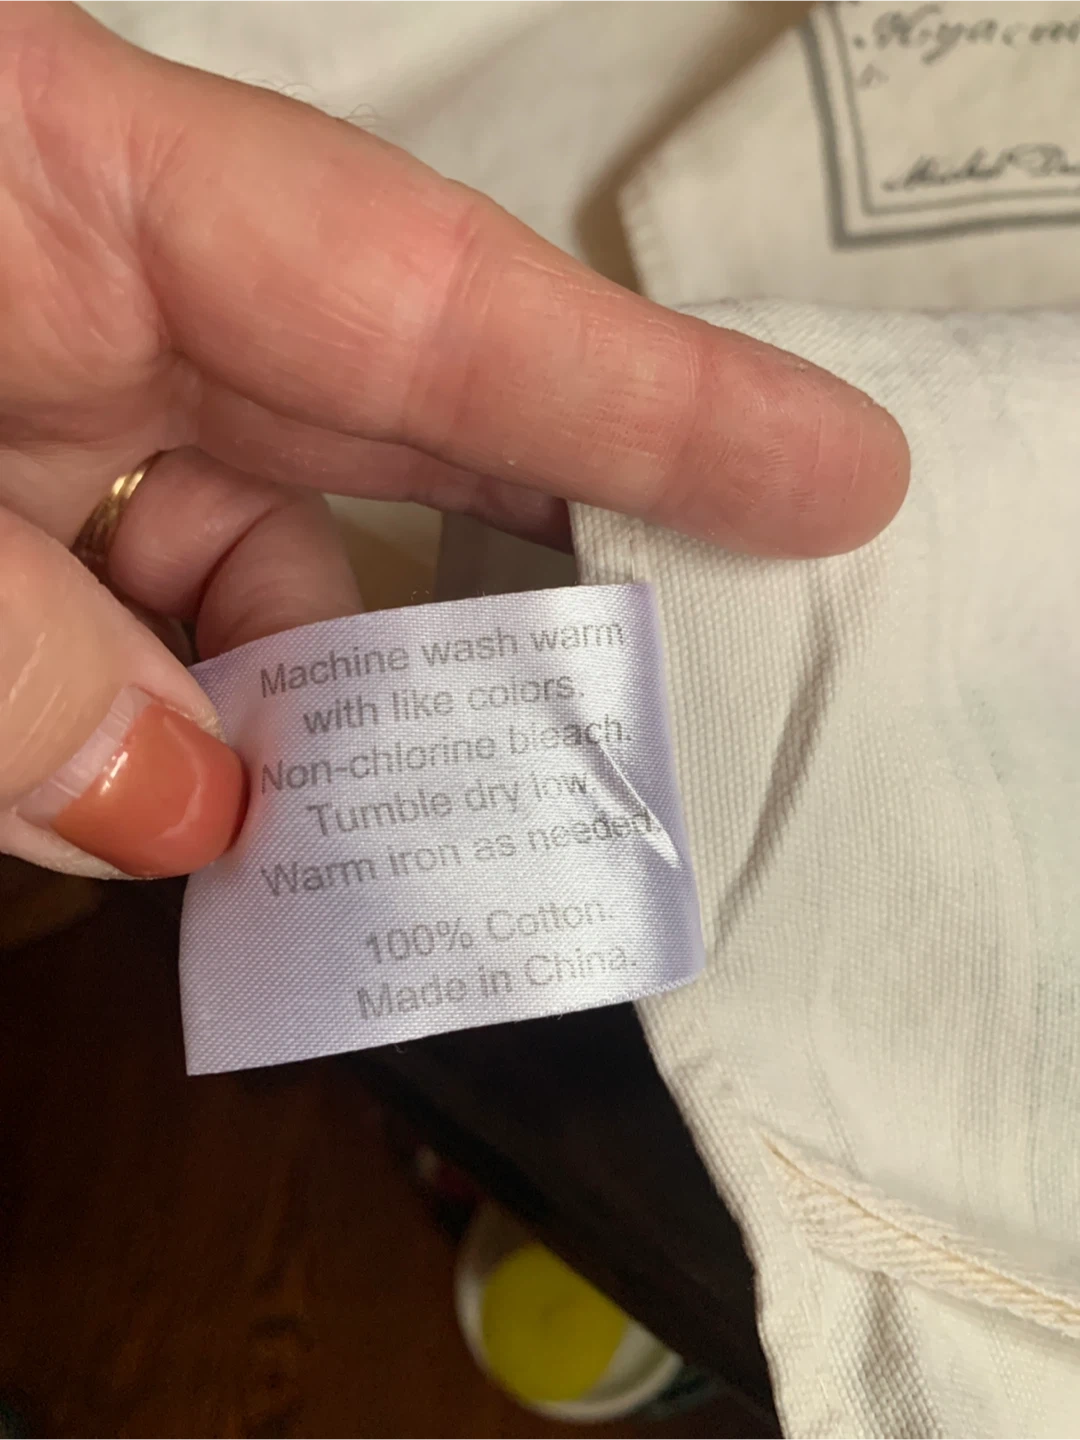 Machine wash warm
with like colors.
Non-chlorine bleach.
Tumble dry low.
Warm iron as needed.
100% Cotton.
Made in China.